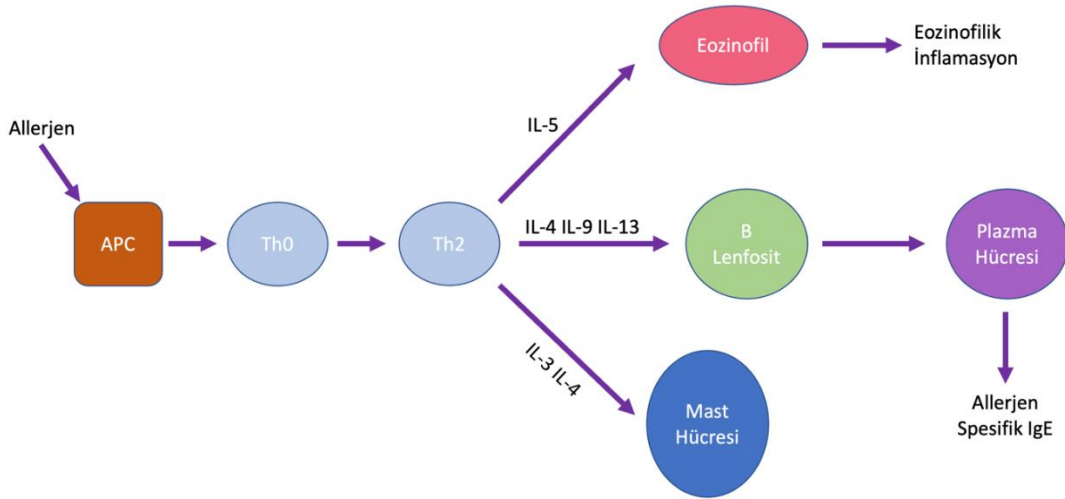 Allerjen
APC
Th0
Th2
IL-5
Eozinofil
Eozinofilik
İnflamasyon
IL-4 IL-9 IL-13
B
Lenfosit
Plazma
Hücresi
Allerjen
Spesifik IgE
IL-3 IL-4
Mast
Hücresi